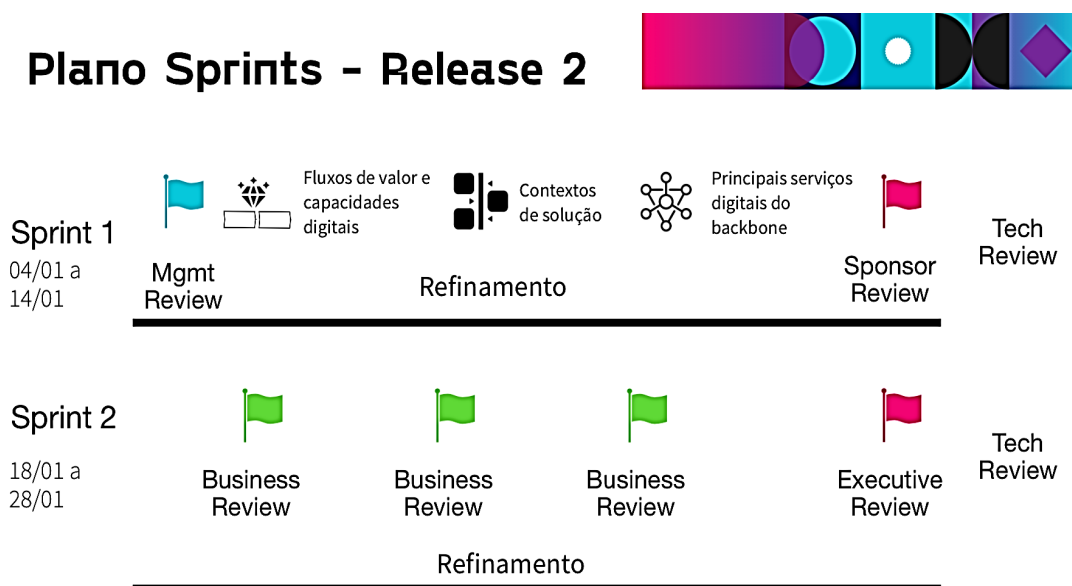 Plano Sprints - Release 2
Sprint 1
04/01 a
14/01
Mgmt
Review
Fluxos de valor e
capacidades
digitais
Contextos
de solução
Principais serviços
digitais do
backbone
Refinamento
Sponsor
Review
Tech
Review
Sprint 2
18/01 a
28/01
Business
Review
Business
Review
Business
Review
Executive
Review
Tech
Review
Refinamento